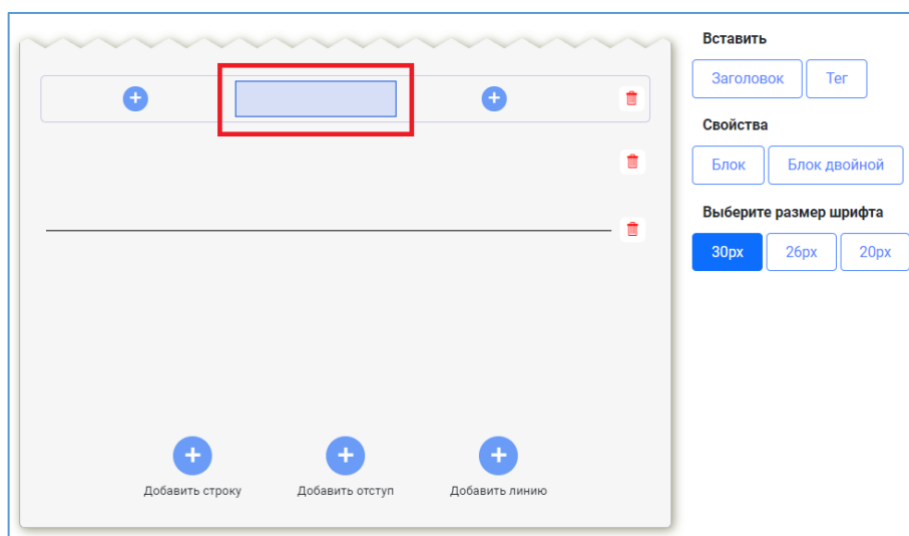 Вставить
Заголовок Тег
Свойства
Блок Блок двойной
Выберите размер шрифта
30px 26px 20px
Добавить строку Добавить отступ Добавить линию